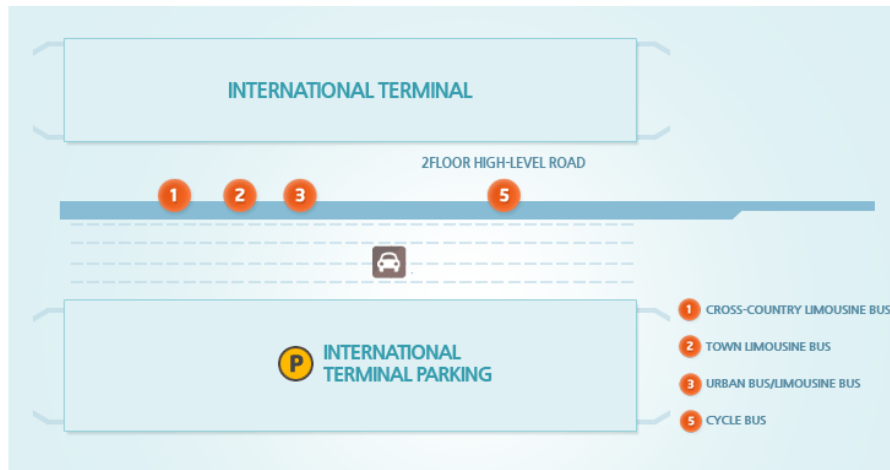 INTERNATIONAL TERMINAL
2FLOOR HIGH-LEVEL ROAD
1 2 3 5
P INTERNATIONAL
TERMINAL PARKING
1 CROSS-COUNTRY LIMOUSINE BUS
2 TOWN LIMOUSINE BUS
3 URBAN BUS/LIMOUSINE BUS
5 CYCLE BUS